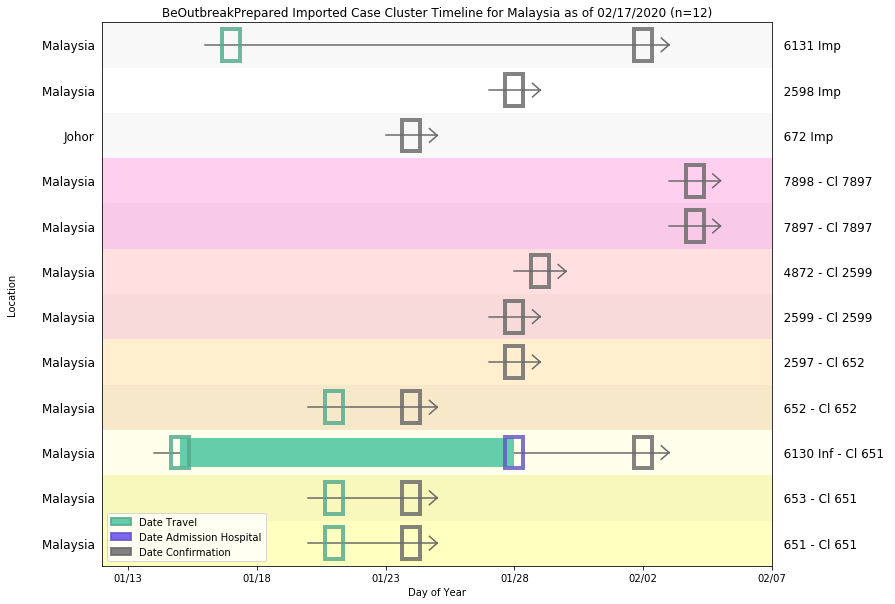 BeOutbreakPrepared Imported Case Cluster Timeline for Malaysia as of 02/17/2020 (n=12)
Malaysia 6131 Imp
Malaysia 2598 Imp
Johor 672 Imp
Malaysia 7898 - Cl 7897
Malaysia 7897 - Cl 7897
Malaysia 4872 - Cl 2599
Malaysia 2599 - Cl 2599
Malaysia 2597 - Cl 652
Malaysia 652 - Cl 652
Malaysia 6130 Inf - Cl 651
Malaysia 653 - Cl 651
Malaysia 651 - Cl 651
Location
Date Travel
Date Admission Hospital
Date Confirmation
01/13 01/18 01/23 01/28 02/02 02/07
Day of Year